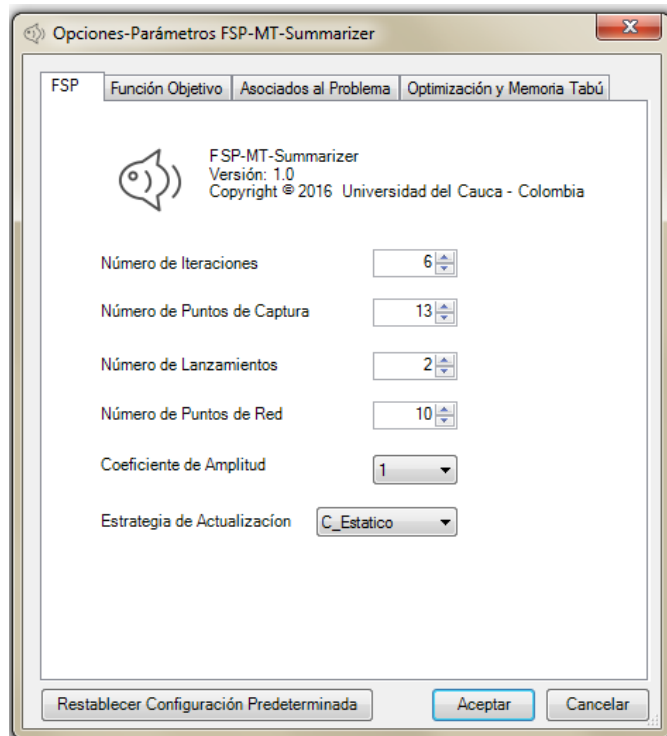 Opciones-Parámetros FSP-MT-Summarizer
FSP
Función Objetivo
Asociados al Problema
Optimización y Memoria Tabú
FSP-MT-Summarizer
Versión: 1.0
Copyright © 2016 Universidad del Cauca - Colombia
Número de Iteraciones 6
Número de Puntos de Captura 13
Número de Lanzamientos 2
Número de Puntos de Red 10
Coeficiente de Amplitud 1
Estrategia de Actualizacíon C_Estatico
Restablecer Configuración Predeterminada
Aceptar
Cancelar